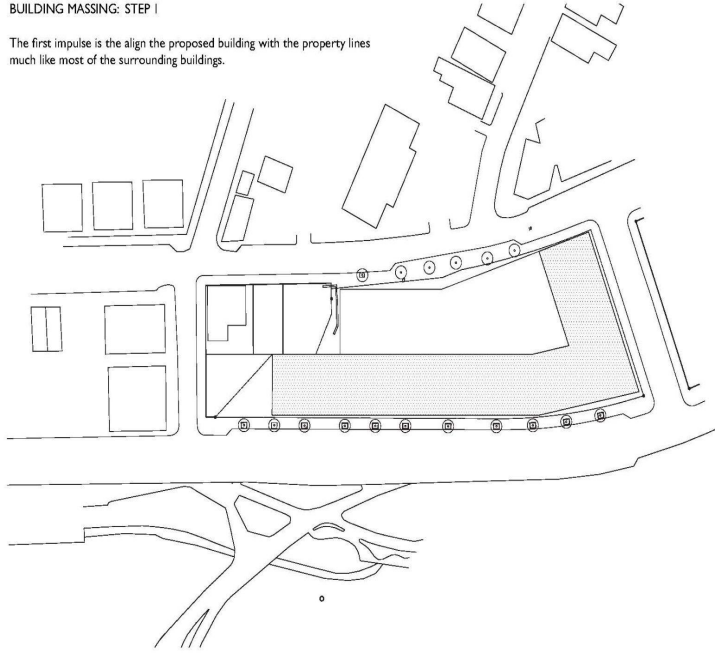 BUILDING MASSING: STEP I
The first impulse is the align the proposed building with the property lines
much like most of the surrounding buildings.